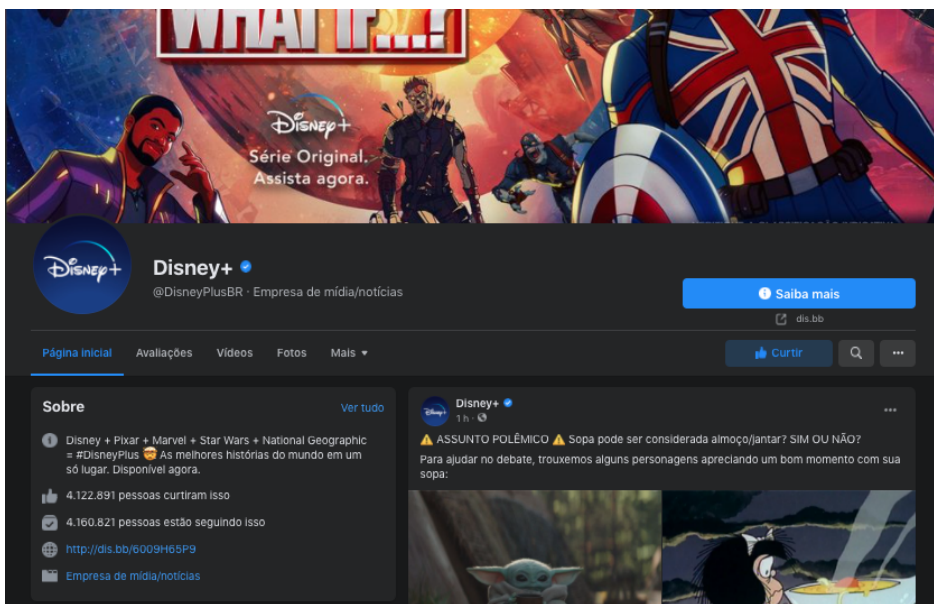 WHAT IF...?
Disney+
Série Original.
Assista agora.
Disney+
Disney+
@DisneyPlusBR · Empresa de mídia/notícias
Saiba mais
dis.bb
Página inicial
Avaliações
Vídeos
Fotos
Mais
Curtir
Sobre
Ver tudo
Disney + Pixar + Marvel + Star Wars + National Geographic
= #DisneyPlus 🤯 As melhores histórias do mundo em um
só lugar. Disponível agora.
4.122.891 pessoas curtiram isso
4.160.821 pessoas estão seguindo isso
http://dis.bb/6009H65P9
Empresa de mídia/notícias
Disney+
Disney+
1 h ·
⚠️ ASSUNTO POLÊMICO ⚠️ Sopa pode ser considerada almoço/jantar? SIM OU NÃO?
Para ajudar no debate, trouxemos alguns personagens apreciando um bom momento com sua
sopa: